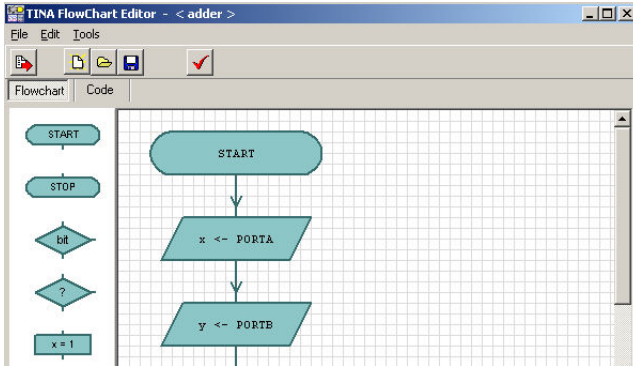 TINA FlowChart Editor - < adder >
File Edit Tools
Flowchart Code
START
STOP
bit
?
x = 1
START
x <- PORTA
y <- PORTB